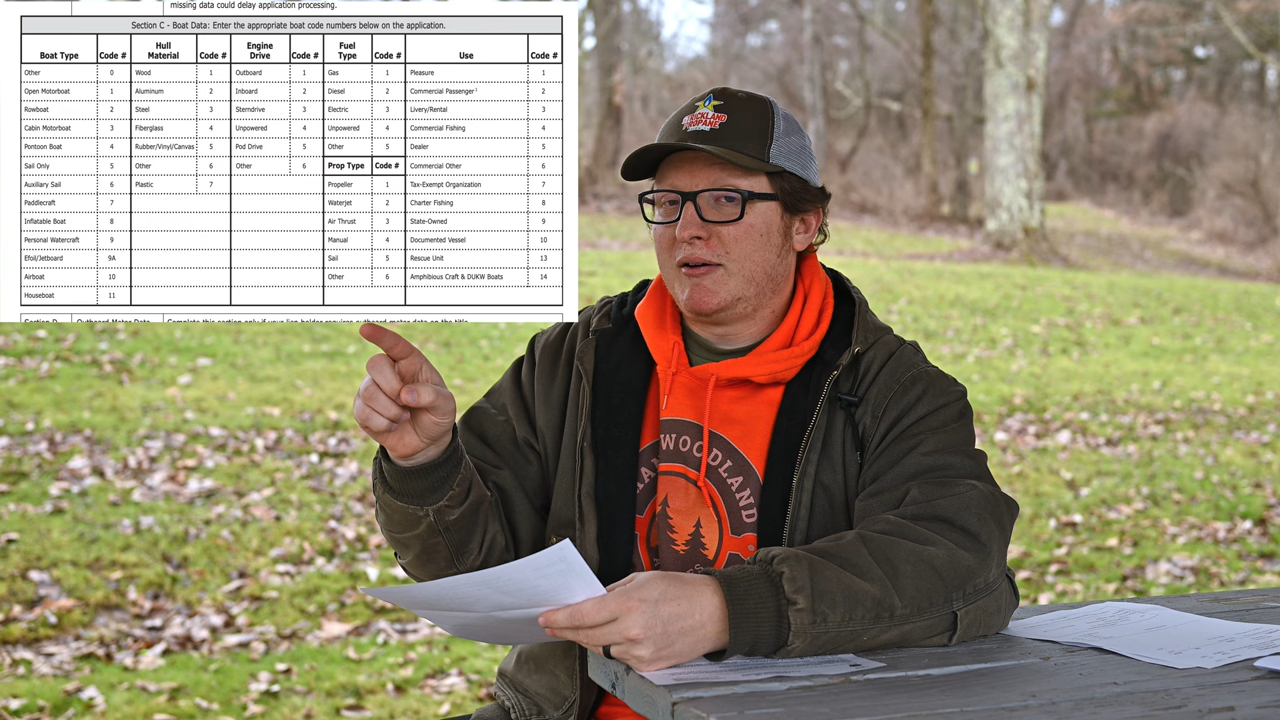 missing data could delay application processing.
Section C - Boat Data: Enter the appropriate boat code numbers below on the application.
Boat Type Code # Hull Material Code # Engine Drive Code # Fuel Type Code # Use Code #
Other 0 Wood 1 Outboard 1 Gas 1 Pleasure 1
Open Motorboat 1 Aluminum 2 Inboard 2 Diesel 2 Commercial Passenger¹ 2
Rowboat 2 Steel 3 Sterndrive 3 Electric 3 Livery/Rental 3
Cabin Motorboat 3 Fiberglass 4 Unpowered 4 Unpowered 4 Commercial Fishing 4
Pontoon Boat 4 Rubber/Vinyl/Canvas 5 Pod Drive 5 Other 5 Dealer 5
Sail Only 5 Other 6 Other 6 Prop Type Code # Commercial Other 6
Auxiliary Sail 6 Plastic 7 Propeller 1 Tax-Exempt Organization 7
Paddlecraft 7 Waterjet 2 Charter Fishing 8
Inflatable Boat 8 Air Thrust 3 State-Owned 9
Personal Watercraft 9 Manual 4 Documented Vessel 10
Efoil/Jetboard 9A Sail 5 Rescue Unit 13
Airboat 10 Other 6 Amphibious Craft & DUKW Boats 14
Houseboat 11
STRICKLAND
PROPANE
WOODLAND